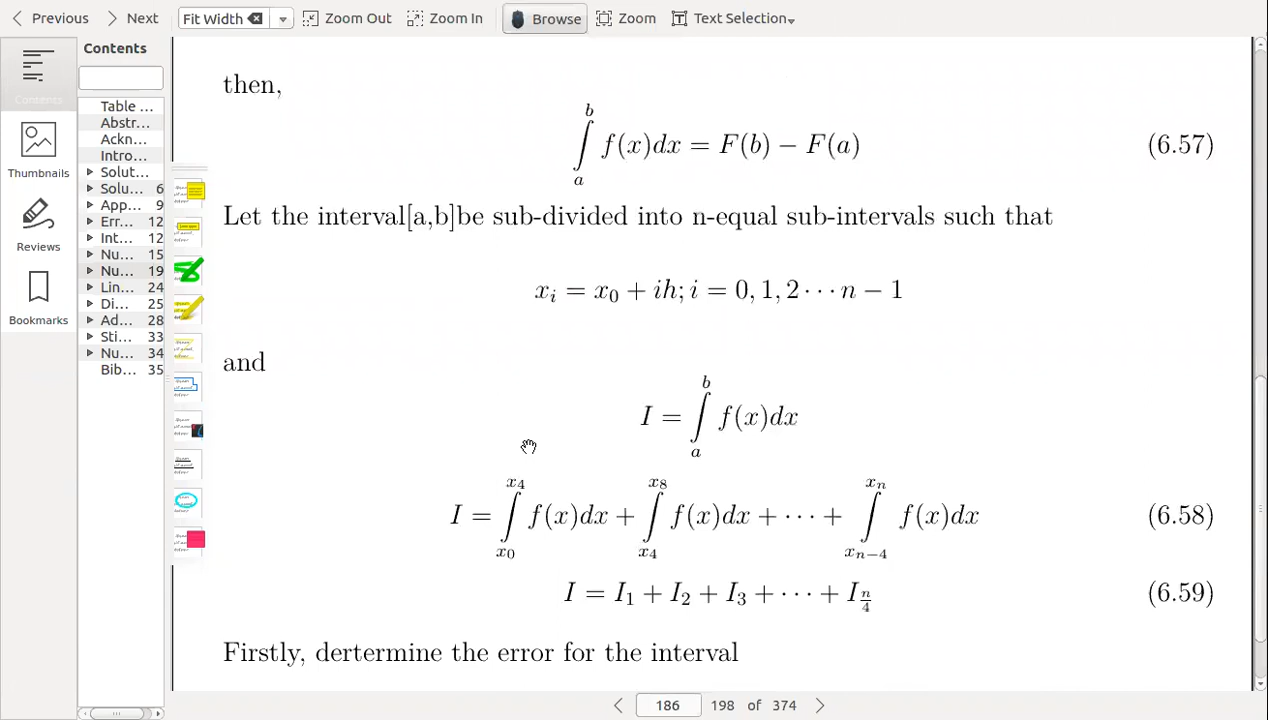 Previous Next Fit Width Zoom Out Zoom In Browse Zoom Text Selection
Contents
Contents
Thumbnails
Reviews
Bookmarks
Table ...
Abstr...
Ackn...
Intro...
Solut...
Solu... 6
App... 9
Err... 12
Int... 12
Nu... 15
Nu... 19
Lin... 24
Di... 25
Ad... 28
Sti... 33
Nu... 34
Bib... 35
then,
∫_a^b f(x)dx = F(b) − F(a) (6.57)
Let the interval[a,b]be sub-divided into n-equal sub-intervals such that
x_i = x_0 + ih; i = 0, 1, 2 · · · n − 1
and
I = ∫_a^b f(x)dx
I = ∫_{x_0}^{x_4} f(x)dx + ∫_{x_4}^{x_8} f(x)dx + · · · + ∫_{x_{n−4}}^{x_n} f(x)dx (6.58)
I = I_1 + I_2 + I_3 + · · · + I_{n/4} (6.59)
Firstly, dertermine the error for the interval
186 198 of 374